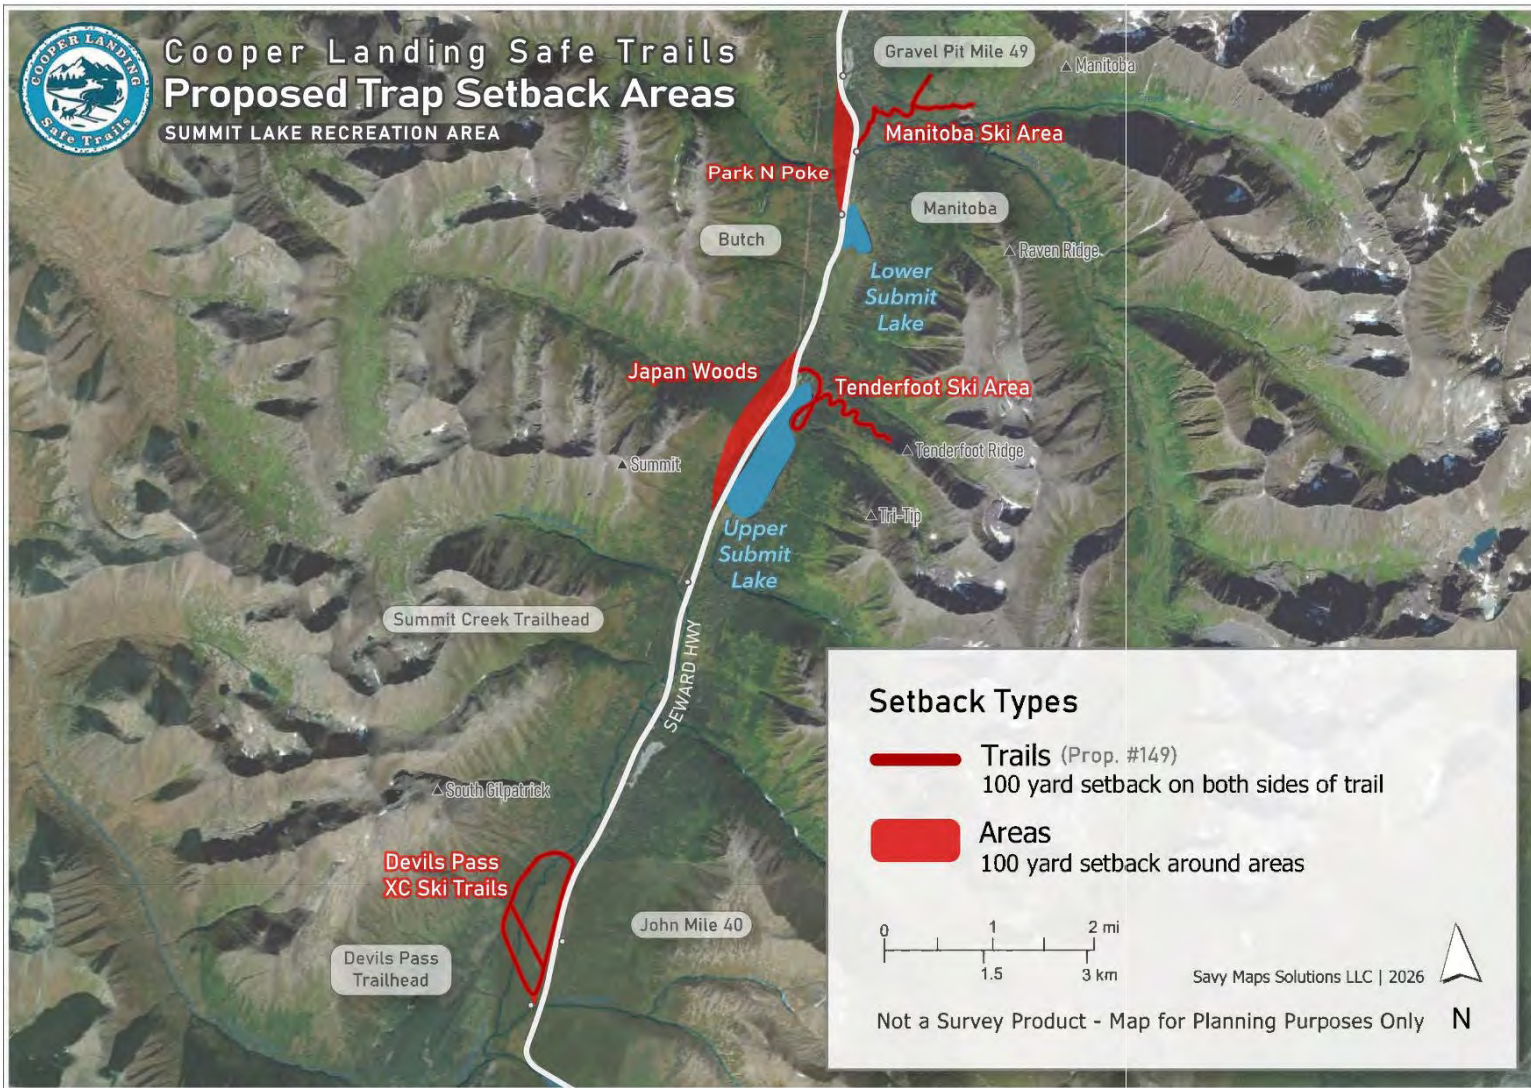 COOPER LANDING
Safe Trails
Cooper Landing Safe Trails
Proposed Trap Setback Areas
SUMMIT LAKE RECREATION AREA
Gravel Pit Mile 49
Manitoba
Manitoba Ski Area
Park N Poke
Manitoba
Butch
Raven Ridge
Lower
Submit
Lake
Japan Woods
Tenderfoot Ski Area
Tenderfoot Ridge
Summit
Tri-Tip
Upper
Submit
Lake
Summit Creek Trailhead
SEWARD HWY
South Gilpatrick
Devils Pass
XC Ski Trails
John Mile 40
Devils Pass
Trailhead
Setback Types
Trails (Prop. #149)
100 yard setback on both sides of trail
Areas
100 yard setback around areas
0 1 2 mi
1.5 3 km
Savy Maps Solutions LLC | 2026
Not a Survey Product - Map for Planning Purposes Only N